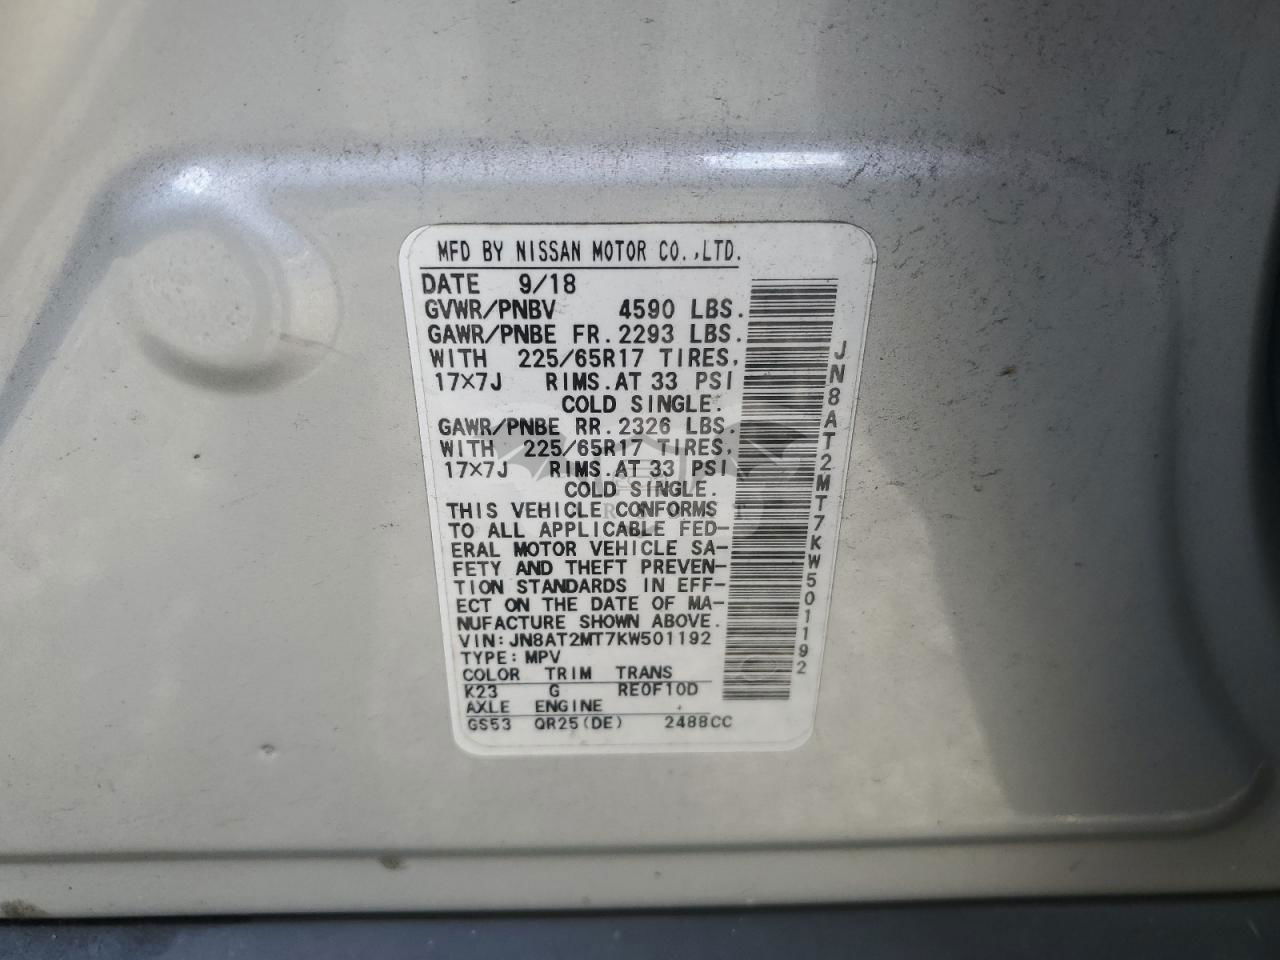 MFD BY NISSAN MOTOR CO.,LTD.
DATE 9/18
GVWR/PNBV 4590 LBS.
GAWR/PNBE FR. 2293 LBS.
WITH 225/65R17 TIRES,
17×7J RIMS. AT 33 PSI
COLD SINGLE.
GAWR/PNBE RR. 2326 LBS.
WITH 225/65R17 TIRES,
17×7J RIMS. AT 33 PSI
COLD SINGLE.
THIS VEHICLE CONFORMS
TO ALL APPLICABLE FED-
ERAL MOTOR VEHICLE SA-
FETY AND THEFT PREVEN-
TION STANDARDS IN EFF-
ECT ON THE DATE OF MA-
NUFACTURE SHOWN ABOVE.
VIN: JN8AT2MT7KW501192
TYPE: MPV
COLOR TRIM TRANS
K23 G RE0F10D
AXLE ENGINE
GS53 QR25(DE) 2488CC
JN8AT2MT7KW501192